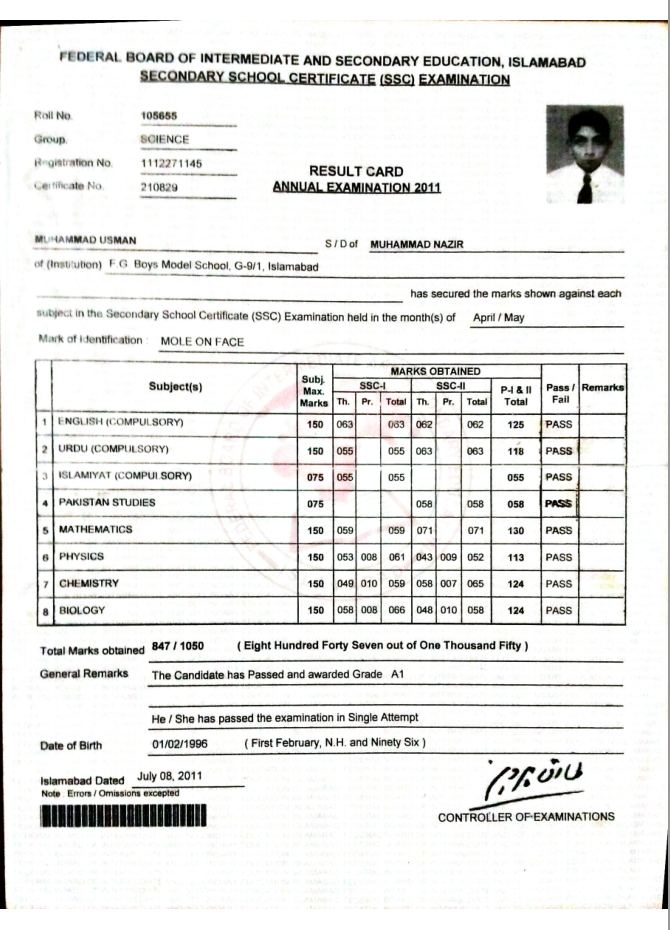 FEDERAL BOARD OF INTERMEDIATE AND SECONDARY EDUCATION, ISLAMABAD
SECONDARY SCHOOL CERTIFICATE (SSC) EXAMINATION
Roll No. 105655
Group. SCIENCE
Registration No. 1112271145
Certificate No. 210829
RESULT CARD
ANNUAL EXAMINATION 2011
MUHAMMAD USMAN S / D of MUHAMMAD NAZIR
of (Institution) F.G. Boys Model School, G-9/1, Islamabad
has secured the marks shown against each
subject in the Secondary School Certificate (SSC) Examination held in the month(s) of April / May
Mark of Identification : MOLE ON FACE
Subject(s) Subj. Max. Marks MARKS OBTAINED Pass / Fail Remarks
SSC-I SSC-II P-I & II Total
Th. Pr. Total Th. Pr. Total
1 ENGLISH (COMPULSORY) 150 063 063 062 062 125 PASS
2 URDU (COMPULSORY) 150 055 055 063 063 118 PASS
3 ISLAMIYAT (COMPULSORY) 075 055 055 055 PASS
4 PAKISTAN STUDIES 075 058 058 058 PASS
5 MATHEMATICS 150 059 059 071 071 130 PASS
6 PHYSICS 150 053 008 061 043 009 052 113 PASS
7 CHEMISTRY 150 049 010 059 058 007 065 124 PASS
8 BIOLOGY 150 058 008 066 048 010 058 124 PASS
Total Marks obtained 847 / 1050 ( Eight Hundred Forty Seven out of One Thousand Fifty )
General Remarks The Candidate has Passed and awarded Grade A1
He / She has passed the examination in Single Attempt
Date of Birth 01/02/1996 ( First February, N.H. and Ninety Six )
Islamabad Dated July 08, 2011
Note : Errors / Omissions excepted
CONTROLLER OF EXAMINATIONS